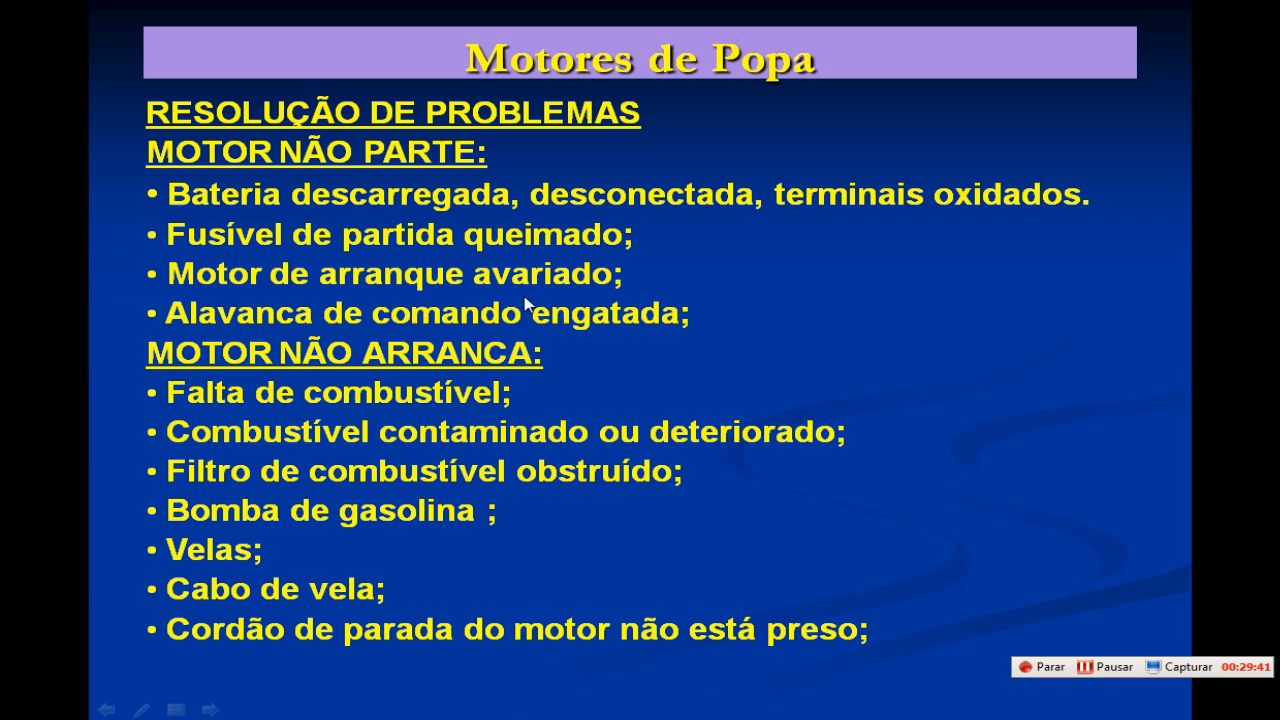 Motores de Popa
RESOLUÇÃO DE PROBLEMAS
MOTOR NÃO PARTE:
• Bateria descarregada, desconectada, terminais oxidados.
• Fusível de partida queimado;
• Motor de arranque avariado;
• Alavanca de comando engatada;
MOTOR NÃO ARRANCA:
• Falta de combustível;
• Combustível contaminado ou deteriorado;
• Filtro de combustível obstruído;
• Bomba de gasolina ;
• Velas;
• Cabo de vela;
• Cordão de parada do motor não está preso;
Parar Pausar Capturar 00:29:41